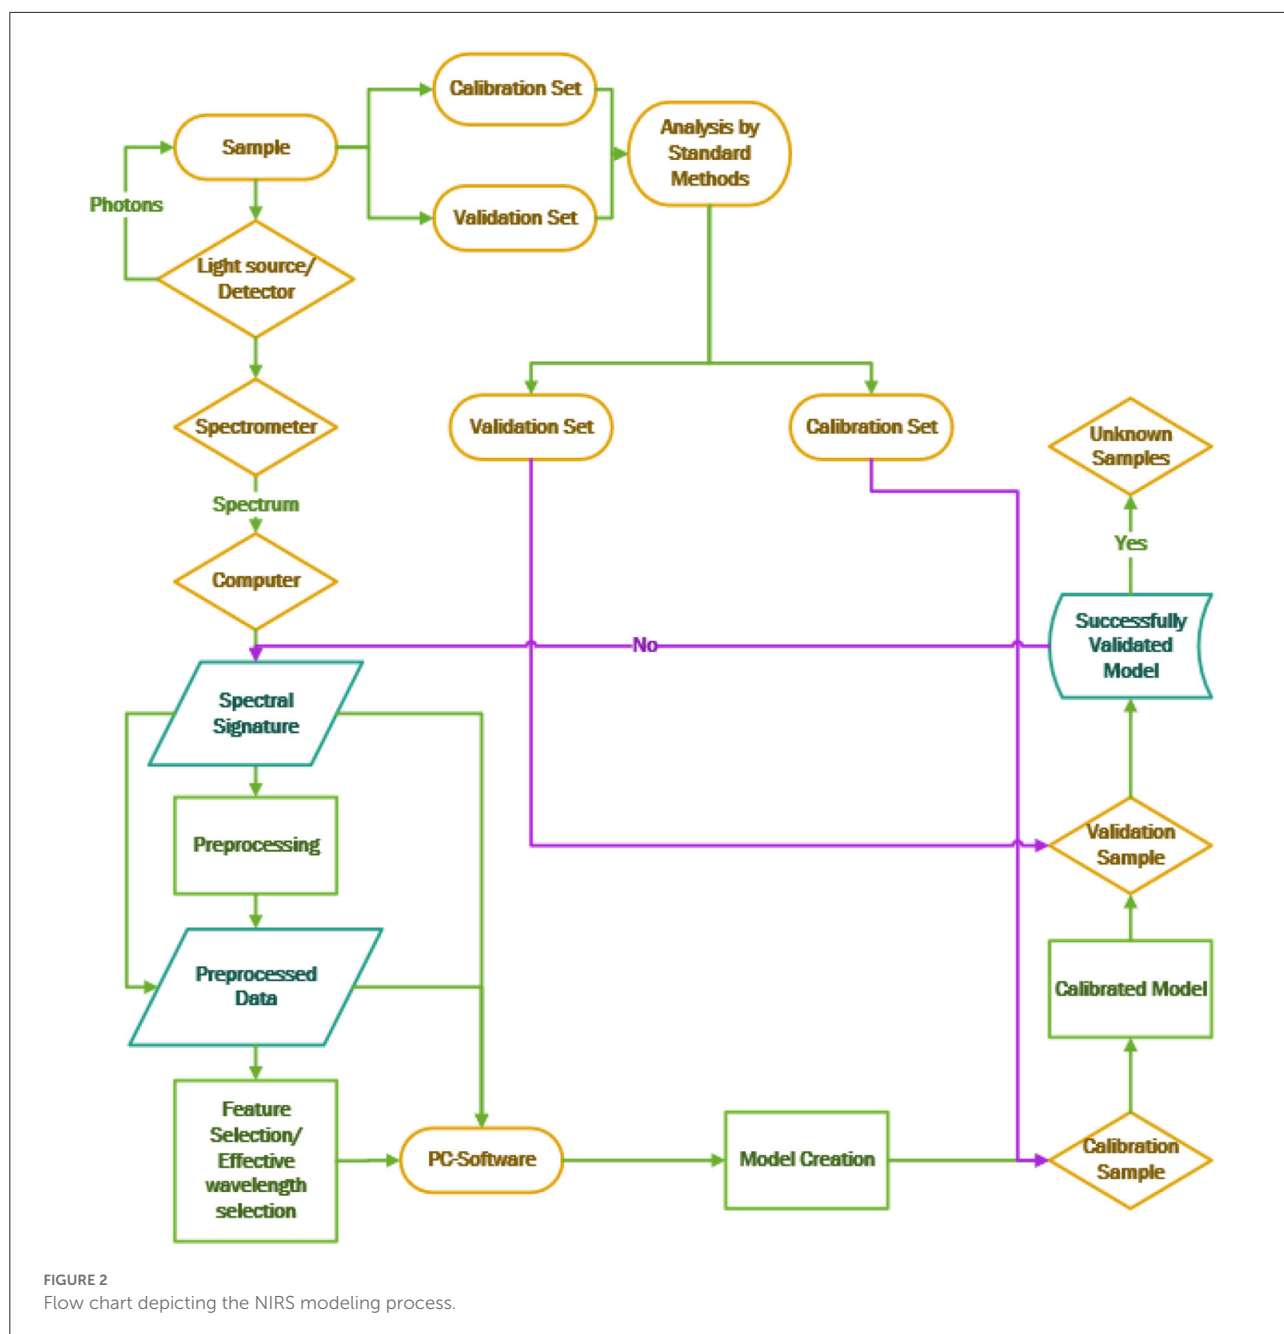 Calibration Set
Sample
Analysis by
Standard
Methods
Photons
Validation Set
Light source/
Detector
Spectrometer
Validation Set
Calibration Set
Unknown
Samples
Spectrum
Yes
Computer
Successfully
Validated
Model
No
Spectral
Signature
Preprocessing
Validation
Sample
Preprocessed
Data
Calibrated Model
Feature
Selection/
Effective
wavelength
selection
PC-Software
Model Creation
Calibration
Sample
FIGURE 2
Flow chart depicting the NIRS modeling process.